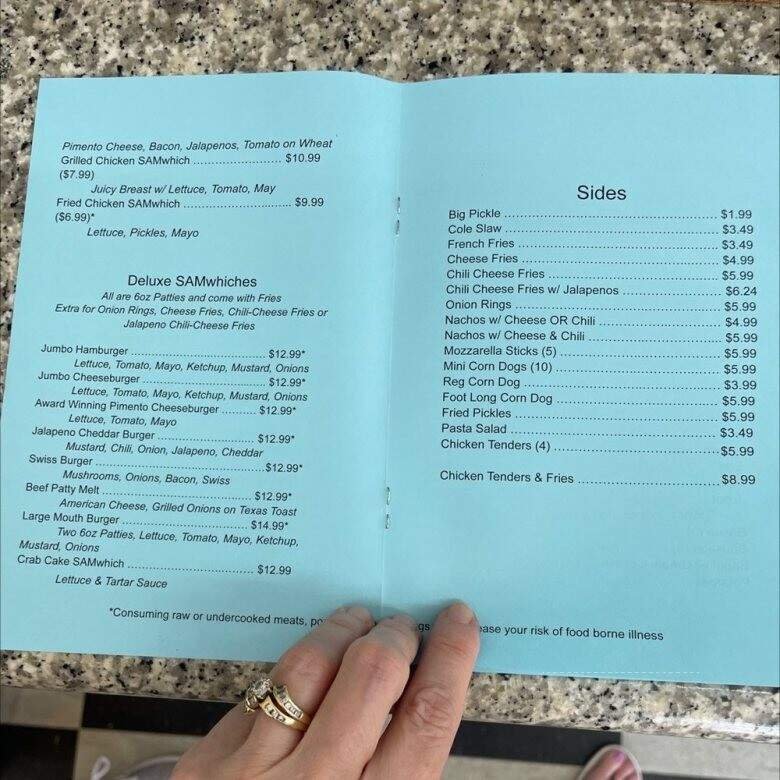 Pimento Cheese, Bacon, Jalapenos, Tomato on Wheat
Grilled Chicken SAMwhich ........................... $10.99
($7.99)
Juicy Breast w/ Lettuce, Tomato, May
Fried Chicken SAMwhich ................................. $9.99
($6.99)*
Lettuce, Pickles, Mayo
Deluxe SAMwhiches
All are 6oz Patties and come with Fries
Extra for Onion Rings, Cheese Fries, Chili-Cheese Fries or
Jalapeno Chili-Cheese Fries
Jumbo Hamburger ........................................ $12.99*
Lettuce, Tomato, Mayo, Ketchup, Mustard, Onions
Jumbo Cheeseburger ..................................... $12.99*
Lettuce, Tomato, Mayo, Ketchup, Mustard, Onions
Award Winning Pimento Cheeseburger .......... $12.99*
Lettuce, Tomato, Mayo
Jalapeno Cheddar Burger .............................. $12.99*
Mustard, Chili, Onion, Jalapeno, Cheddar
Swiss Burger ..................................................$12.99*
Mushrooms, Onions, Bacon, Swiss
Beef Patty Melt ............................................. $12.99*
American Cheese, Grilled Onions on Texas Toast
Large Mouth Burger ...................................... $14.99*
Two 6oz Patties, Lettuce, Tomato, Mayo, Ketchup,
Mustard, Onions
Crab Cake SAMwhich ..................................... $12.99
Lettuce & Tartar Sauce
Sides
Big Pickle ................................................................ $1.99
Cole Slaw ................................................................ $3.49
French Fries ............................................................ $3.49
Cheese Fries ........................................................... $4.99
Chili Cheese Fries ................................................... $5.99
Chili Cheese Fries w/ Jalapenos ............................ $6.24
Onion Rings ............................................................ $5.99
Nachos w/ Cheese OR Chili ................................... $4.99
Nachos w/ Cheese & Chili ...................................... $5.99
Mozzarella Sticks (5) .............................................. $5.99
Mini Corn Dogs (10) ............................................... $5.99
Reg Corn Dog ......................................................... $3.99
Foot Long Corn Dog ............................................... $5.99
Fried Pickles ........................................................... $5.99
Pasta Salad ............................................................. $3.49
Chicken Tenders (4) ................................................ $5.99
Chicken Tenders & Fries ......................................... $8.99
*Consuming raw or undercooked meats, your risk of food borne illness